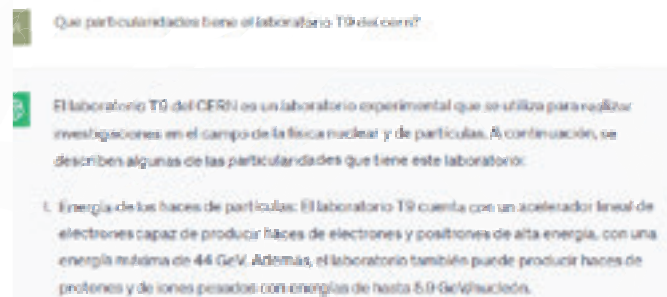 Que particularidades tiene el laboratorio T9 del cern?
El laboratorio T9 del CERN es un laboratorio experimental que se utiliza para realizar
investigaciones en el campo de la física nuclear y de partículas. A continuación, se
describen algunas de las particularidades que tiene este laboratorio:
1. Energía de los haces de partículas: El laboratorio T9 cuenta con un acelerador lineal de
electrones capaz de producir haces de electrones y positrones de alta energía, con una
energía máxima de 44 GeV. Además, el laboratorio también puede producir haces de
protones y de iones pesados con energías de hasta GeV/nucleón.